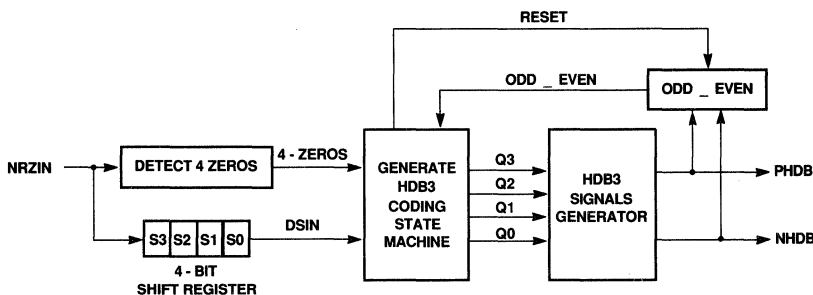 RESET
ODD _ EVEN
ODD _ EVEN
NRZIN
DETECT 4 ZEROS
4 - ZEROS
GENERATE
HDB3
CODING
STATE
MACHINE
Q3
Q2
Q1
Q0
HDB3
SIGNALS
GENERATOR
PHDB
NHDB
S3 S2 S1 S0
DSIN
4 - BIT
SHIFT REGISTER